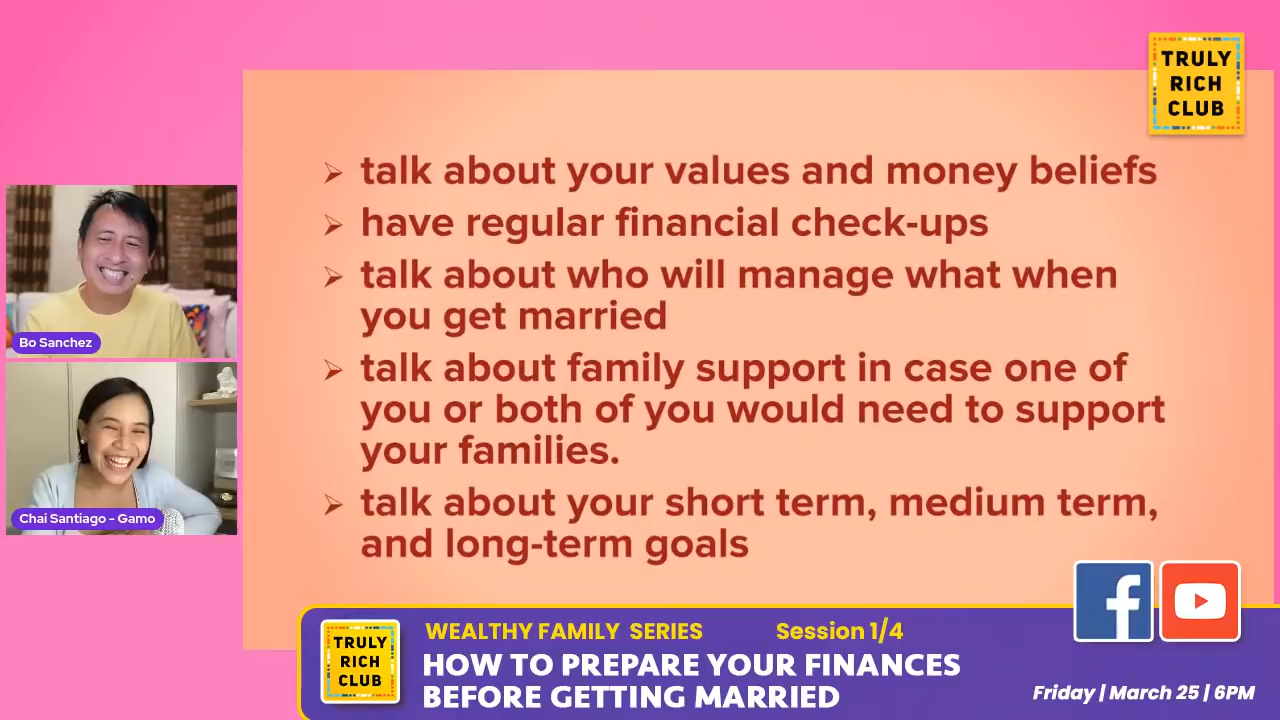 TRULY
RICH
CLUB
➢ talk about your values and money beliefs
➢ have regular financial check-ups
➢ talk about who will manage what when
you get married
➢ talk about family support in case one of
you or both of you would need to support
your families.
➢ talk about your short term, medium term,
and long-term goals
Bo Sanchez
Chai Santiago - Gamo
TRULY
RICH
CLUB
WEALTHY FAMILY SERIES
Session 1/4
HOW TO PREPARE YOUR FINANCES
BEFORE GETTING MARRIED
Friday | March 25 | 6PM